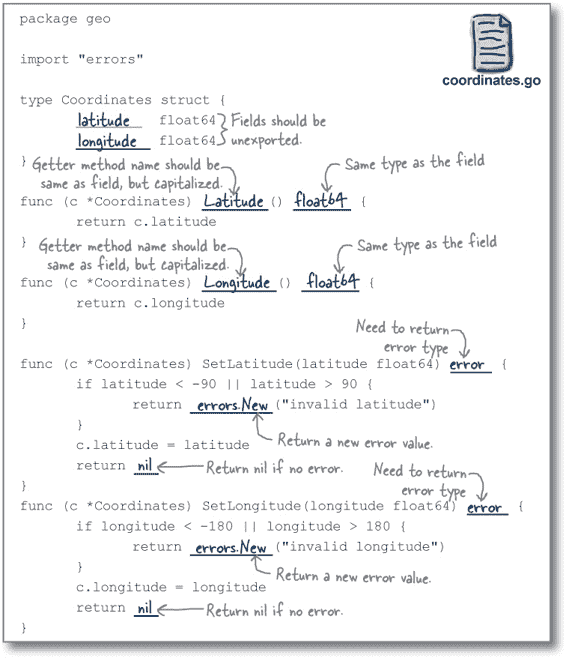 package geo
coordinates.go
import "errors"
type Coordinates struct {
latitude float64 } Fields should be
longitude float64 } unexported.
} Getter method name should be
same as field, but capitalized.
Same type as the field
func (c *Coordinates) Latitude () float64 {
return c.latitude
} Getter method name should be
same as field, but capitalized.
Same type as the field
func (c *Coordinates) Longitude () float64 {
return c.longitude
}
Need to return
error type
func (c *Coordinates) SetLatitude(latitude float64) error {
if latitude < -90 || latitude > 90 {
return errors.New ("invalid latitude")
}
Return a new error value.
c.latitude = latitude
return nil Return nil if no error.
Need to return
error type
}
func (c *Coordinates) SetLongitude(longitude float64) error {
if longitude < -180 || longitude > 180 {
return errors.New ("invalid longitude")
}
Return a new error value.
c.longitude = longitude
return nil Return nil if no error.
}